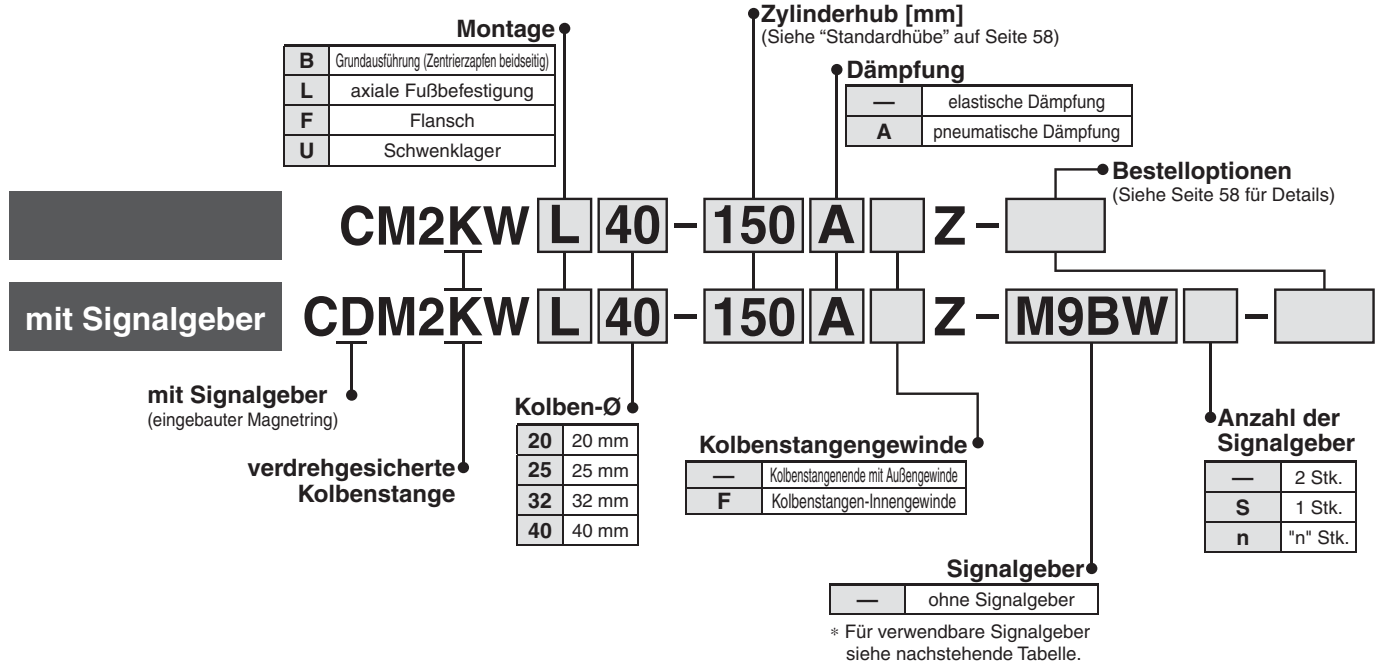 Montage
B Grundausführung (Zentrierzapfen beidseitig)
L axiale Fußbefestigung
F Flansch
U Schwenklager
Zylinderhub [mm]
(Siehe "Standardhübe" auf Seite 58)
Dämpfung
— elastische Dämpfung
A pneumatische Dämpfung
Bestelloptionen
(Siehe Seite 58 für Details)
CM2KW L 40 – 150 A Z –
mit Signalgeber CDM2KW L 40 – 150 A Z – M9BW –
mit Signalgeber
(eingebauter Magnetring)
verdrehgesicherte
Kolbenstange
Kolben-Ø
20 20 mm
25 25 mm
32 32 mm
40 40 mm
Kolbenstangengewinde
— Kolbenstangenende mit Außengewinde
F Kolbenstangen-Innengewinde
Anzahl der
Signalgeber
— 2 Stk.
S 1 Stk.
n "n" Stk.
Signalgeber
— ohne Signalgeber
* Für verwendbare Signalgeber
siehe nachstehende Tabelle.